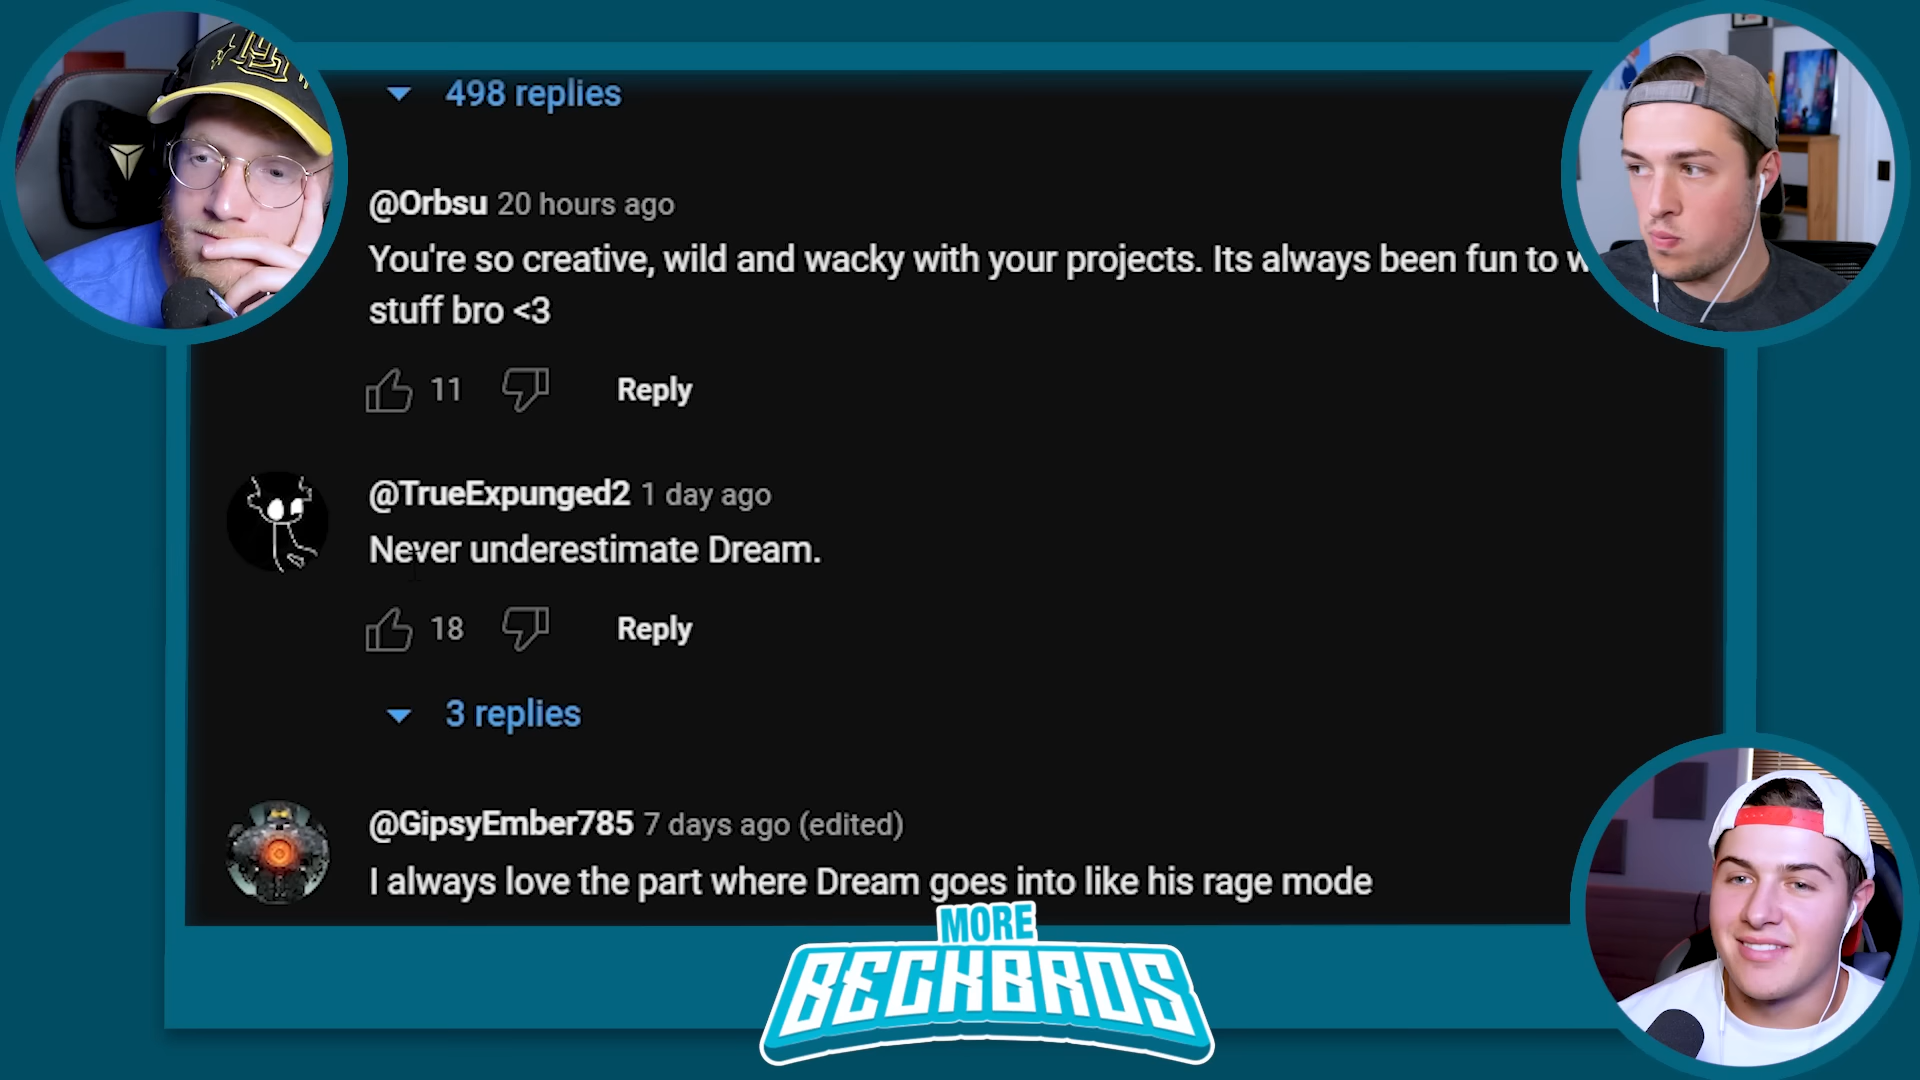 498 replies
@Orbsu 20 hours ago
You're so creative, wild and wacky with your projects. Its always been fun to w
stuff bro <3
11 Reply
@TrueExpunged2 1 day ago
Never underestimate Dream.
18 Reply
3 replies
@GipsyEmber785 7 days ago (edited)
I always love the part where Dream goes into like his rage mode
MORE
BECKBROS